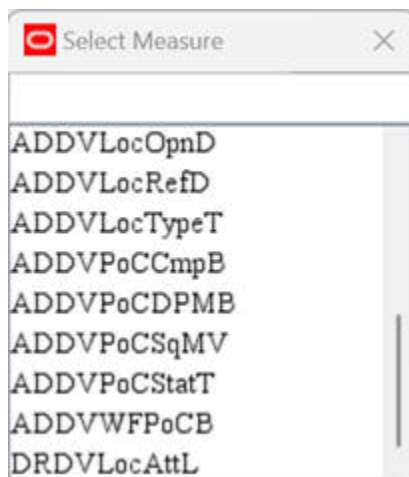 Select Measure
ADDVLocOpnD
ADDVLocRefD
ADDVLocTypeT
ADDVPoCCmpB
ADDVPoCDPMB
ADDVPoCSqMV
ADDVPoCStatT
ADDVWFPoCB
DRDVLocAttL